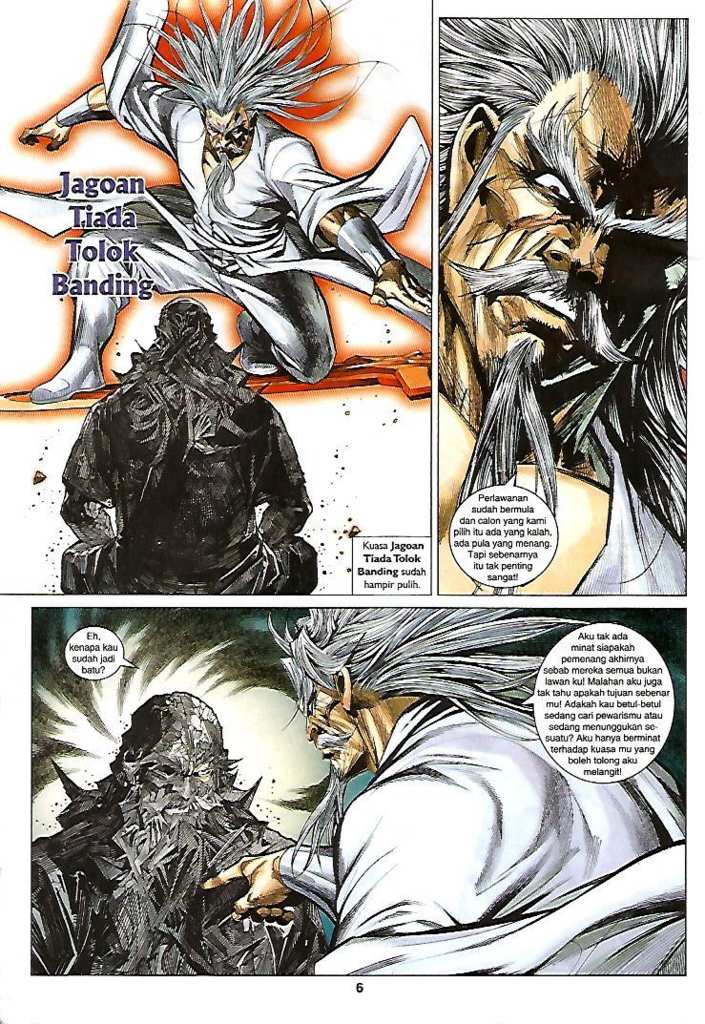 Jagoan
Tiada
Tolok
Banding
Kuasa Jagoan
Tiada Tolok
Banding sudah
hampir pulih.
Perlawanan
sudah bermula
dan calon yang kami
pilih itu ada yang kalah,
ada pula yang menang.
Tapi sebenarnya
itu tak penting
sangat!
Eh,
kenapa kau
sudah jadi
batu?
Aku tak ada
minat siapakah
pemenang akhirnya
sebab mereka semua bukan
lawan ku! Malahan aku juga
tak tahu apakah tujuan sebenar
mu! Adakah kau betul-betul
sedang cari pewarismu atau
sedang menunggukan se-
suatu? Aku hanya berminat
terhadap kuasa mu yang
boleh tolong aku
melangit!
6